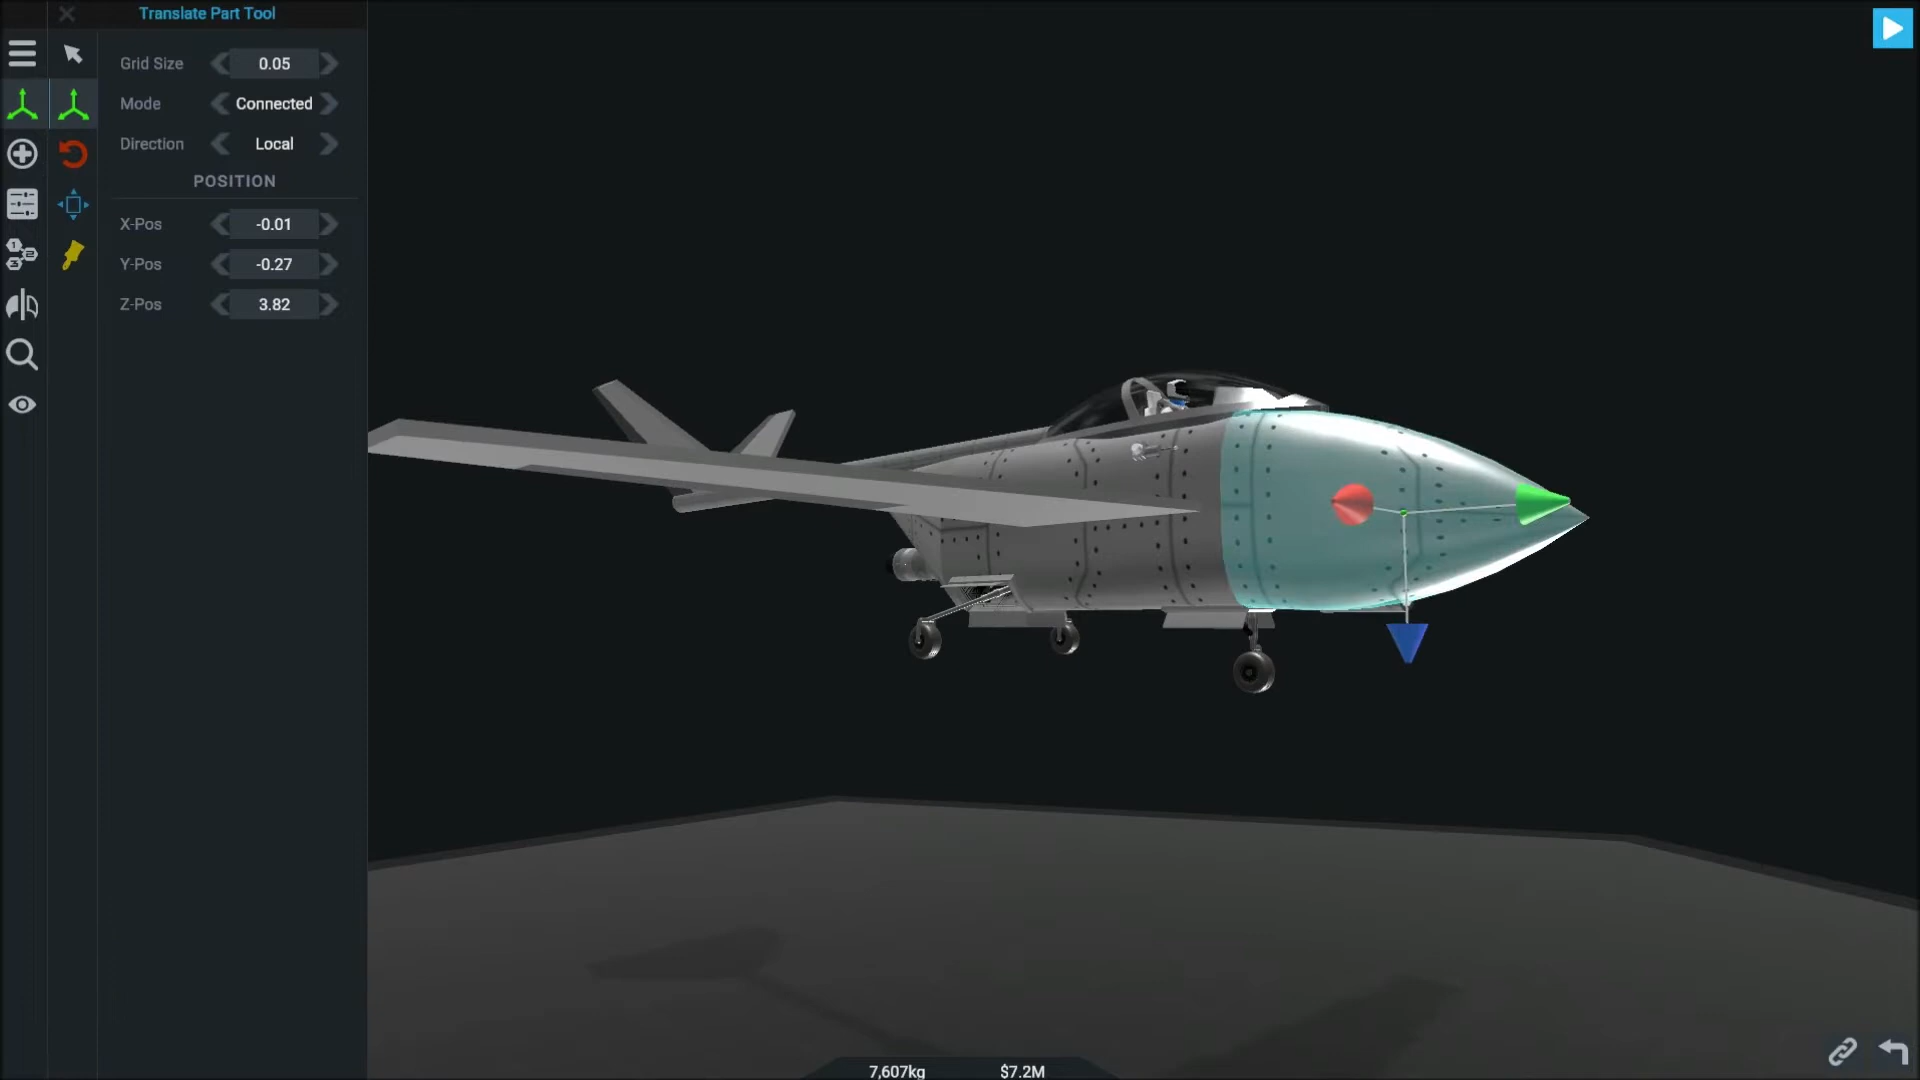 Translate Part Tool
Grid Size 0.05
Mode Connected
Direction Local
POSITION
X-Pos -0.01
Y-Pos -0.27
Z-Pos 3.82
7,607kg $7.2M